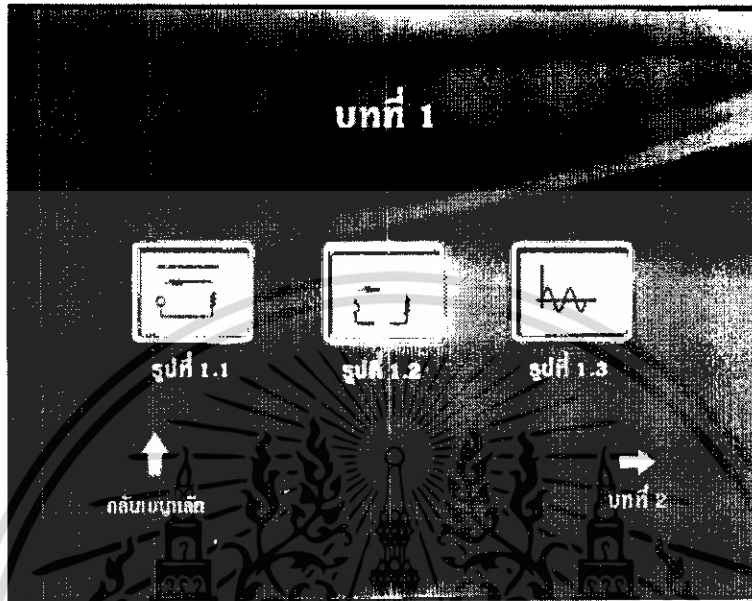 บทที่ 1
รูปที่ 1.1
รูปที่ 1.2
รูปที่ 1.3
กลับเมนูหลัก
บทที่ 2